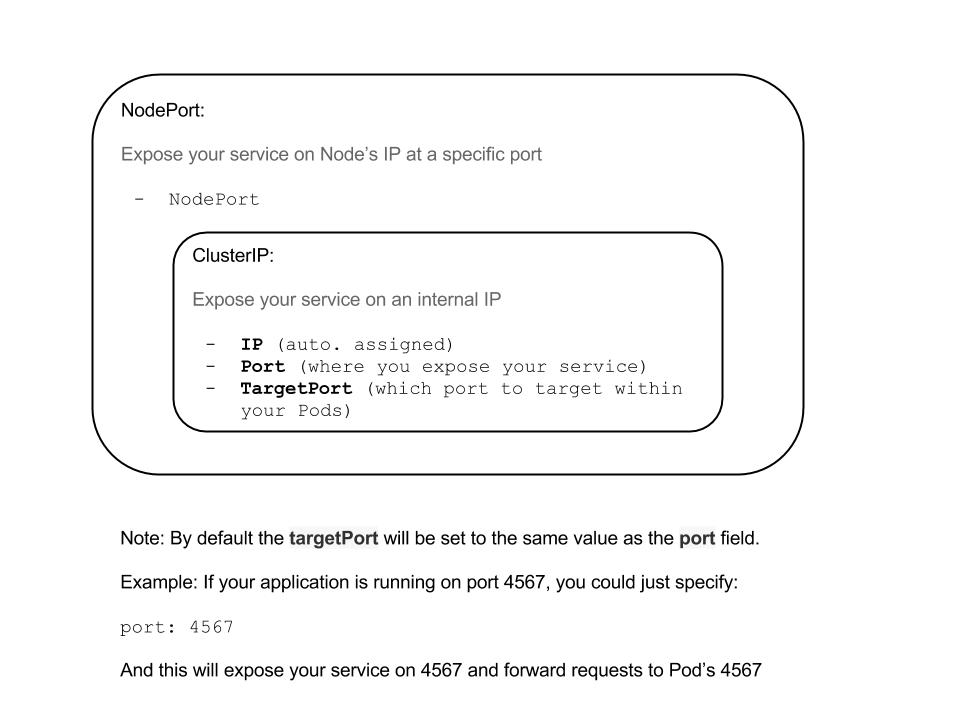 NodePort:
Expose your service on Node’s IP at a specific port
- NodePort
ClusterIP:
Expose your service on an internal IP
- IP (auto. assigned)
- Port (where you expose your service)
- TargetPort (which port to target within
your Pods)
Note: By default the targetPort will be set to the same value as the port field.
Example: If your application is running on port 4567, you could just specify:
port: 4567
And this will expose your service on 4567 and forward requests to Pod’s 4567